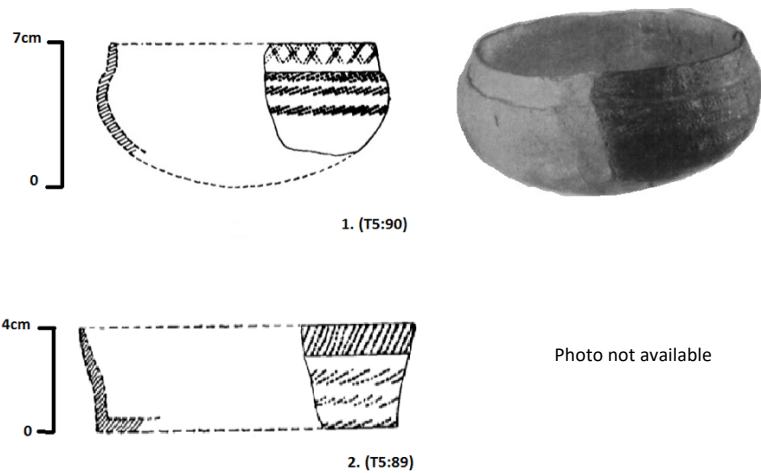 7cm
0
1. (T5:90)
4cm
Photo not available
0
2. (T5:89)